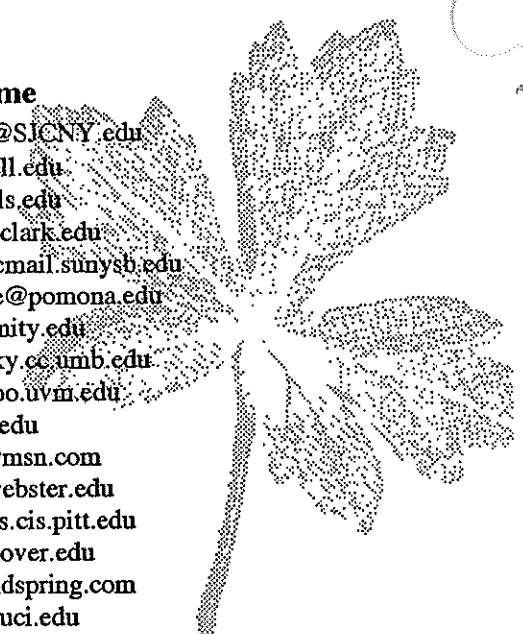 me
@SJCNY.edu
ll.edu
ls.edu
clark.edu
cmail.sunysb.edu
e@pomona.edu
nity.edu
ky.cc.umb.edu
oo.uvm.edu
.edu
msn.com
ebster.edu
s.cis.pitt.edu
over.edu
dspring.com
uci.edu